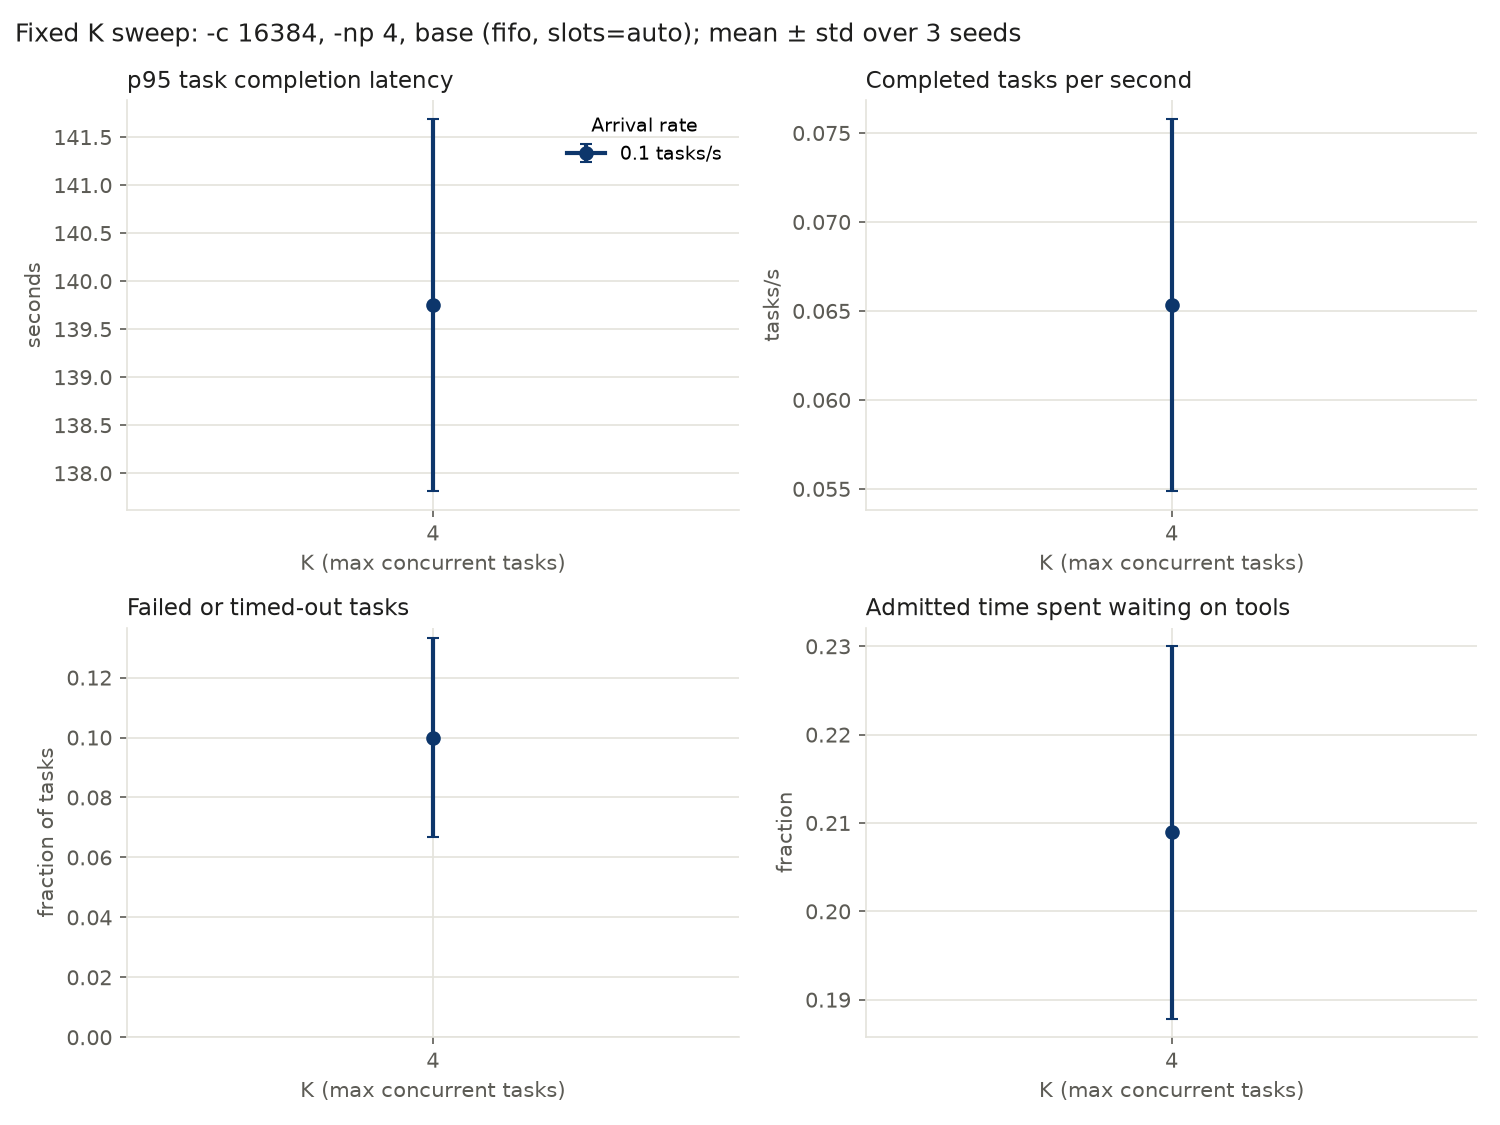 Fixed K sweep: -c 16384, -np 4, base (fifo, slots=auto); mean ± std over 3 seeds
p95 task completion latency
141.5
141.0
140.5
140.0
139.5
139.0
138.5
138.0
seconds
Arrival rate
0.1 tasks/s
4
K (max concurrent tasks)
Completed tasks per second
0.075
0.070
0.065
0.060
0.055
tasks/s
4
K (max concurrent tasks)
Failed or timed-out tasks
0.12
0.10
0.08
0.06
0.04
0.02
0.00
fraction of tasks
4
K (max concurrent tasks)
Admitted time spent waiting on tools
0.23
0.22
0.21
0.20
0.19
fraction
4
K (max concurrent tasks)